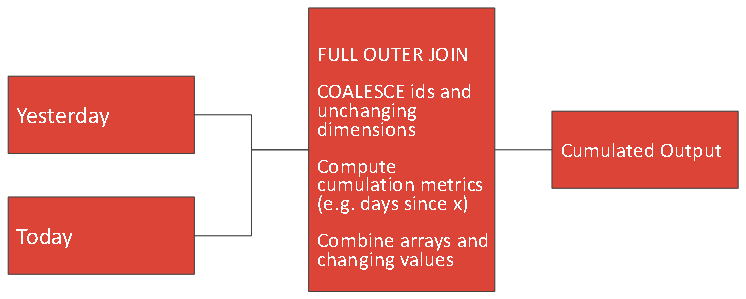 Yesterday
Today
FULL OUTER JOIN
COALESCE ids and
unchanging
dimensions
Compute
cumulation metrics
(e.g. days since x)
Combine arrays and
changing values
Cumulated Output